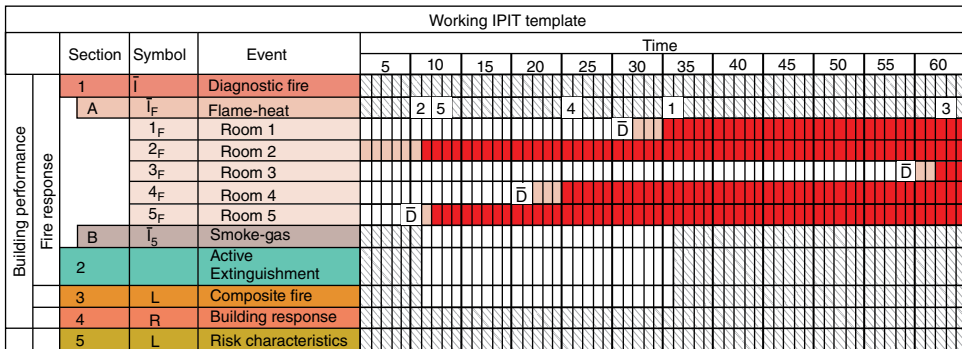 Working IPIT template
Section Symbol Event Time
5 10 15 20 25 30 35 40 45 50 55 60
Building performance
Fire response
1 Ī Diagnostic fire
A Ī_F Flame-heat 2 5 4 1 3
1_F Room 1 D̄
2_F Room 2
3_F Room 3 D̄
4_F Room 4 D̄
5_F Room 5 D̄
B Ī_5 Smoke-gas
2 Active
Extinguishment
3 L Composite fire
4 R Building response
5 L Risk characteristics